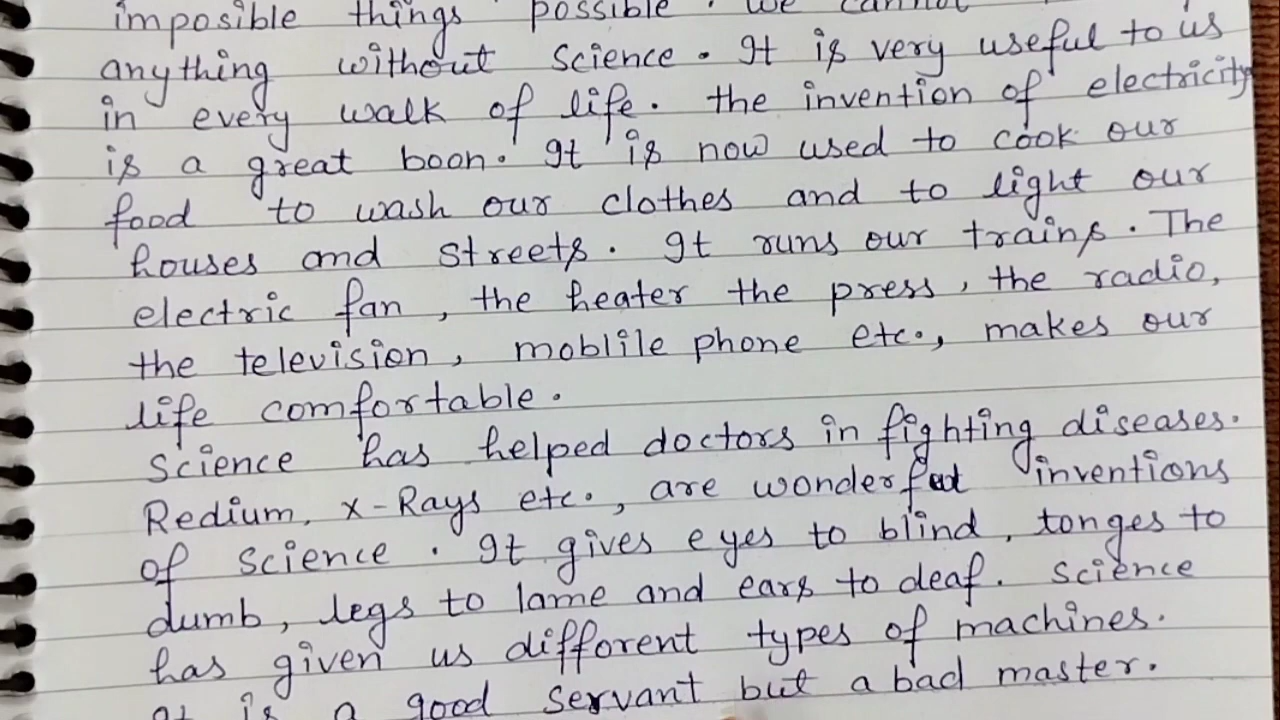 imposible things possible. we cannot
anything without science. It is very useful to us
in every walk of life. the invention of electricity
is a great boon. It is now used to cook our
food to wash our clothes and to light our
houses and streets. It runs our trains. The
electric fan, the heater the press, the radio,
the television, moblile phone etc., makes our
life comfortable.
Science has helped doctors in fighting diseases.
Redium, x-Rays etc., are wonderful inventions
of science. It gives eyes to blind, tonges to
dumb, legs to lame and ears to deaf. Science
has given us different types of machines.
It is a good servant but a bad master.